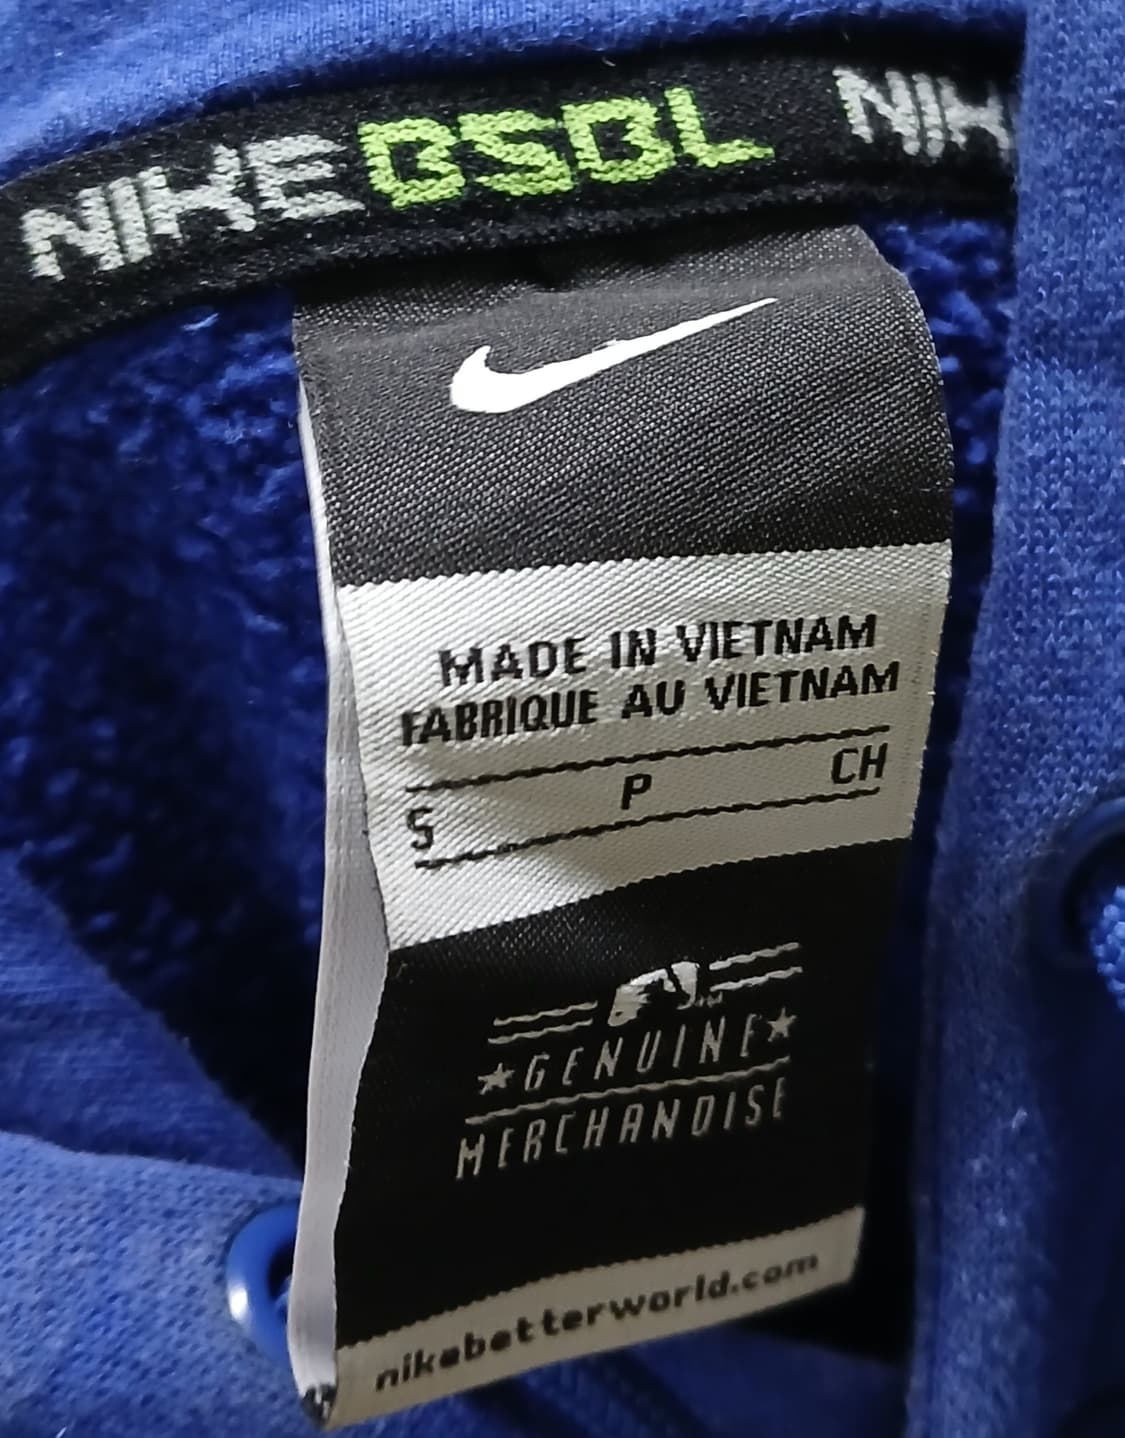 NIKE BSBL NIK
MADE IN VIETNAM
FABRIQUE AU VIETNAM
S P CH
GENUINE
MERCHANDISE
nikebetterworld.com